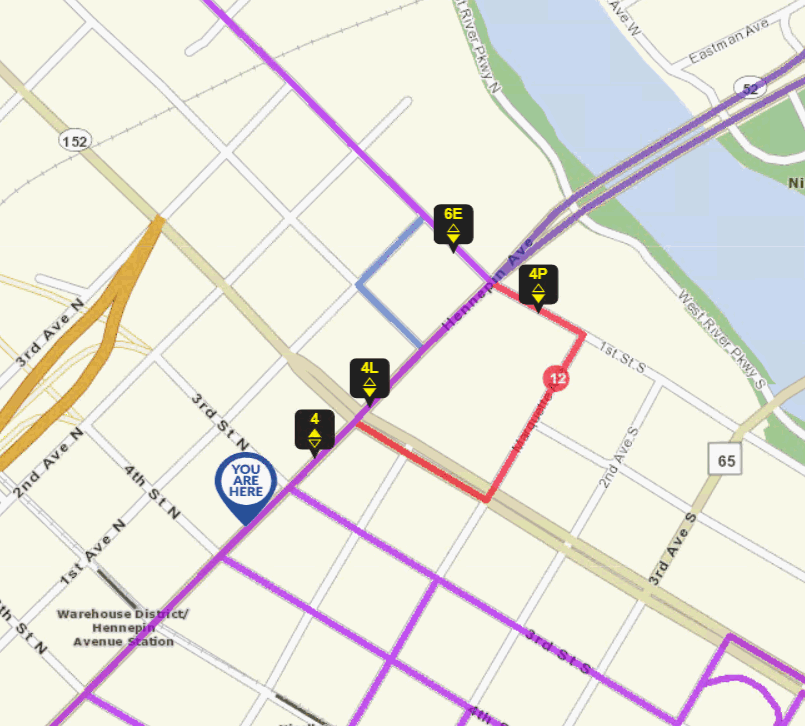 Ave W
West River Pkwy N
Eastman Ave
52
152
Ni
6E
4P
Hennepin Ave
3rd Ave N
West River Pkwy S
1st St S
4L
12
Marquette
3rd St N
4
YOU
ARE
HERE
2nd Ave N
4th St N
2nd Ave S
65
1st Ave N
3rd Ave S
Warehouse District/
Hennepin
Avenue Station
th St N
3rd St S
4th S